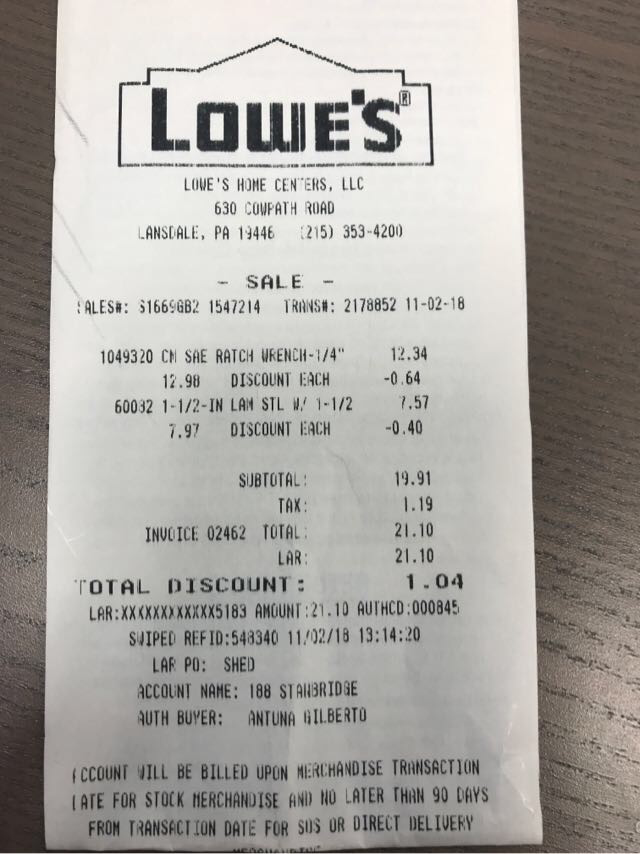 LOWE'S®
LOWE'S HOME CENTERS, LLC
630 COWPATH ROAD
LANSDALE, PA 19446 (215) 353-4200
- SALE -
ALES#: S1669GB2 1547214 TRANS#: 2178852 11-02-18
1049320 CM SAE RATCH WRENCH-1/4" 12.34
12.98 DISCOUNT EACH -0.64
60032 1-1/2-IN LAM STL W/ 1-1/2 7.57
7.97 DISCOUNT EACH -0.40
SUBTOTAL: 19.91
TAX: 1.19
INVOICE 02462 TOTAL: 21.10
LAR: 21.10
TOTAL DISCOUNT: 1.04
LAR:XXXXXXXXXXXX5183 AMOUNT:21.10 AUTHCD:000845
SWIPED REFID:548340 11/02/18 13:14:20
LAR PO: SHED
ACCOUNT NAME: 188 STANBRIDGE
AUTH BUYER: ANTUNA GILBERTO
ACCOUNT WILL BE BILLED UPON MERCHANDISE TRANSACTION
DATE FOR STOCK MERCHANDISE AND NO LATER THAN 90 DAYS
FROM TRANSACTION DATE FOR SOS OR DIRECT DELIVERY